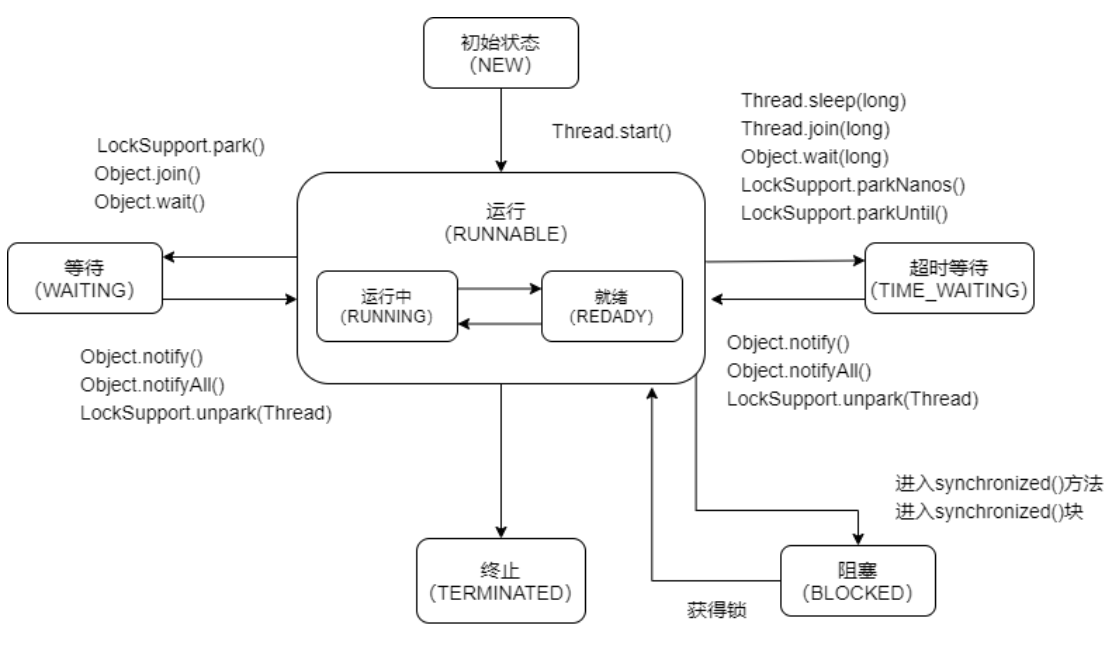 初始状态
（NEW）
Thread.start()
LockSupport.park()
Object.join()
Object.wait()
Thread.sleep(long)
Thread.join(long)
Object.wait(long)
LockSupport.parkNanos()
LockSupport.parkUntil()
运行
（RUNNABLE）
等待
（WAITING）
运行中
（RUNNING）
就绪
（REDADY）
超时等待
（TIME_WAITING）
Object.notify()
Object.notifyAll()
LockSupport.unpark(Thread)
Object.notify()
Object.notifyAll()
LockSupport.unpark(Thread)
进入synchronized()方法
进入synchronized()块
终止
（TERMINATED）
阻塞
（BLOCKED）
获得锁